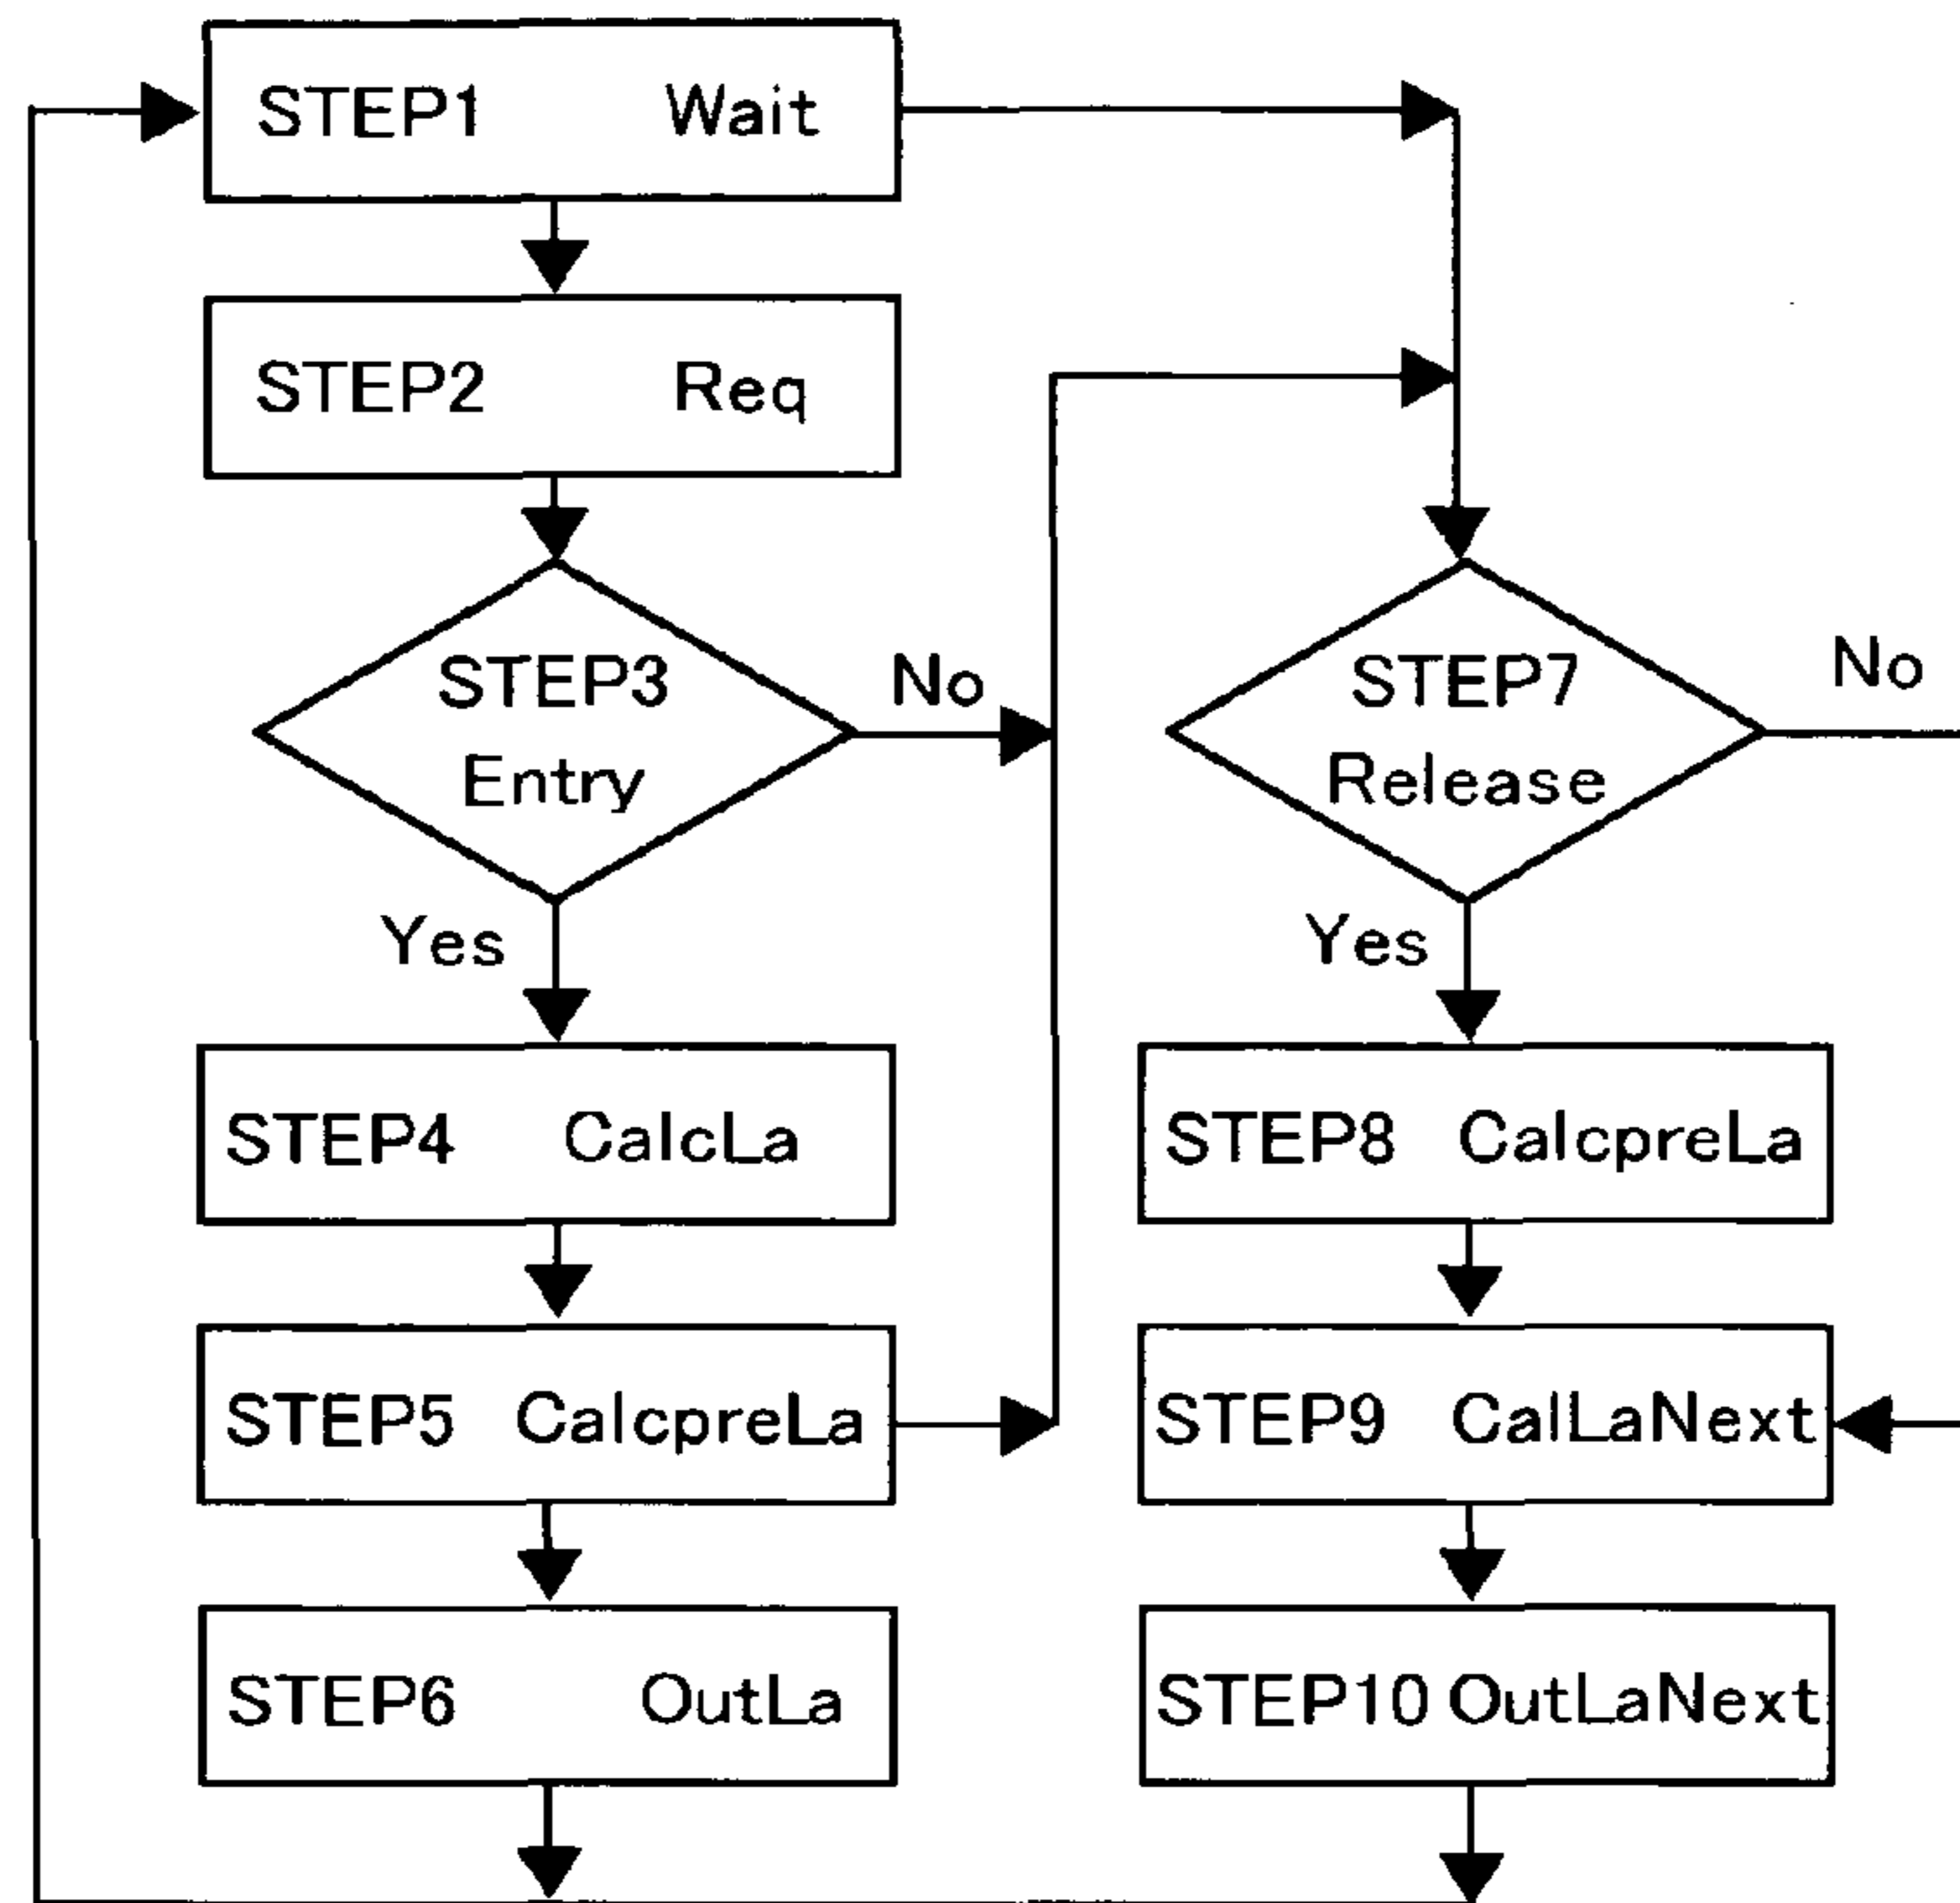 STEP1 Wait
STEP2 Req
STEP3
Entry
No
Yes
STEP4 CalcLa
STEP5 CalcpreLa
STEP6 OutLa
STEP7
Release
No
Yes
STEP8 CalcpreLa
STEP9 CalLaNext
STEP10 OutLaNext